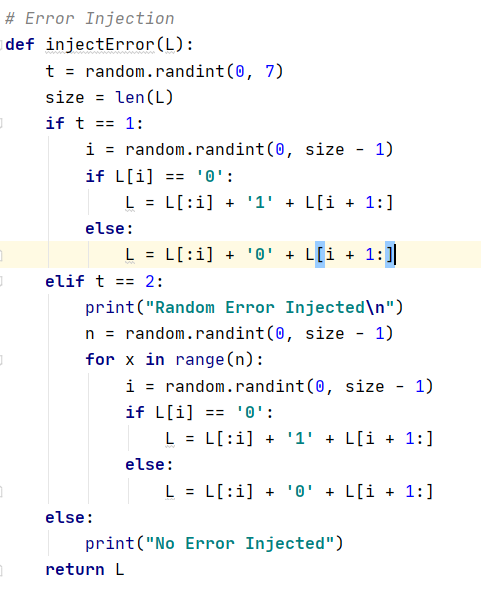 # Error Injection
def injectError(L):
    t = random.randint(0, 7)
    size = len(L)
    if t == 1:
        i = random.randint(0, size - 1)
        if L[i] == '0':
            L = L[:i] + '1' + L[i + 1:]
        else:
            L = L[:i] + '0' + L[i + 1:]
    elif t == 2:
        print("Random Error Injected\n")
        n = random.randint(0, size - 1)
        for x in range(n):
            i = random.randint(0, size - 1)
            if L[i] == '0':
                L = L[:i] + '1' + L[i + 1:]
            else:
                L = L[:i] + '0' + L[i + 1:]
    else:
        print("No Error Injected")
    return L